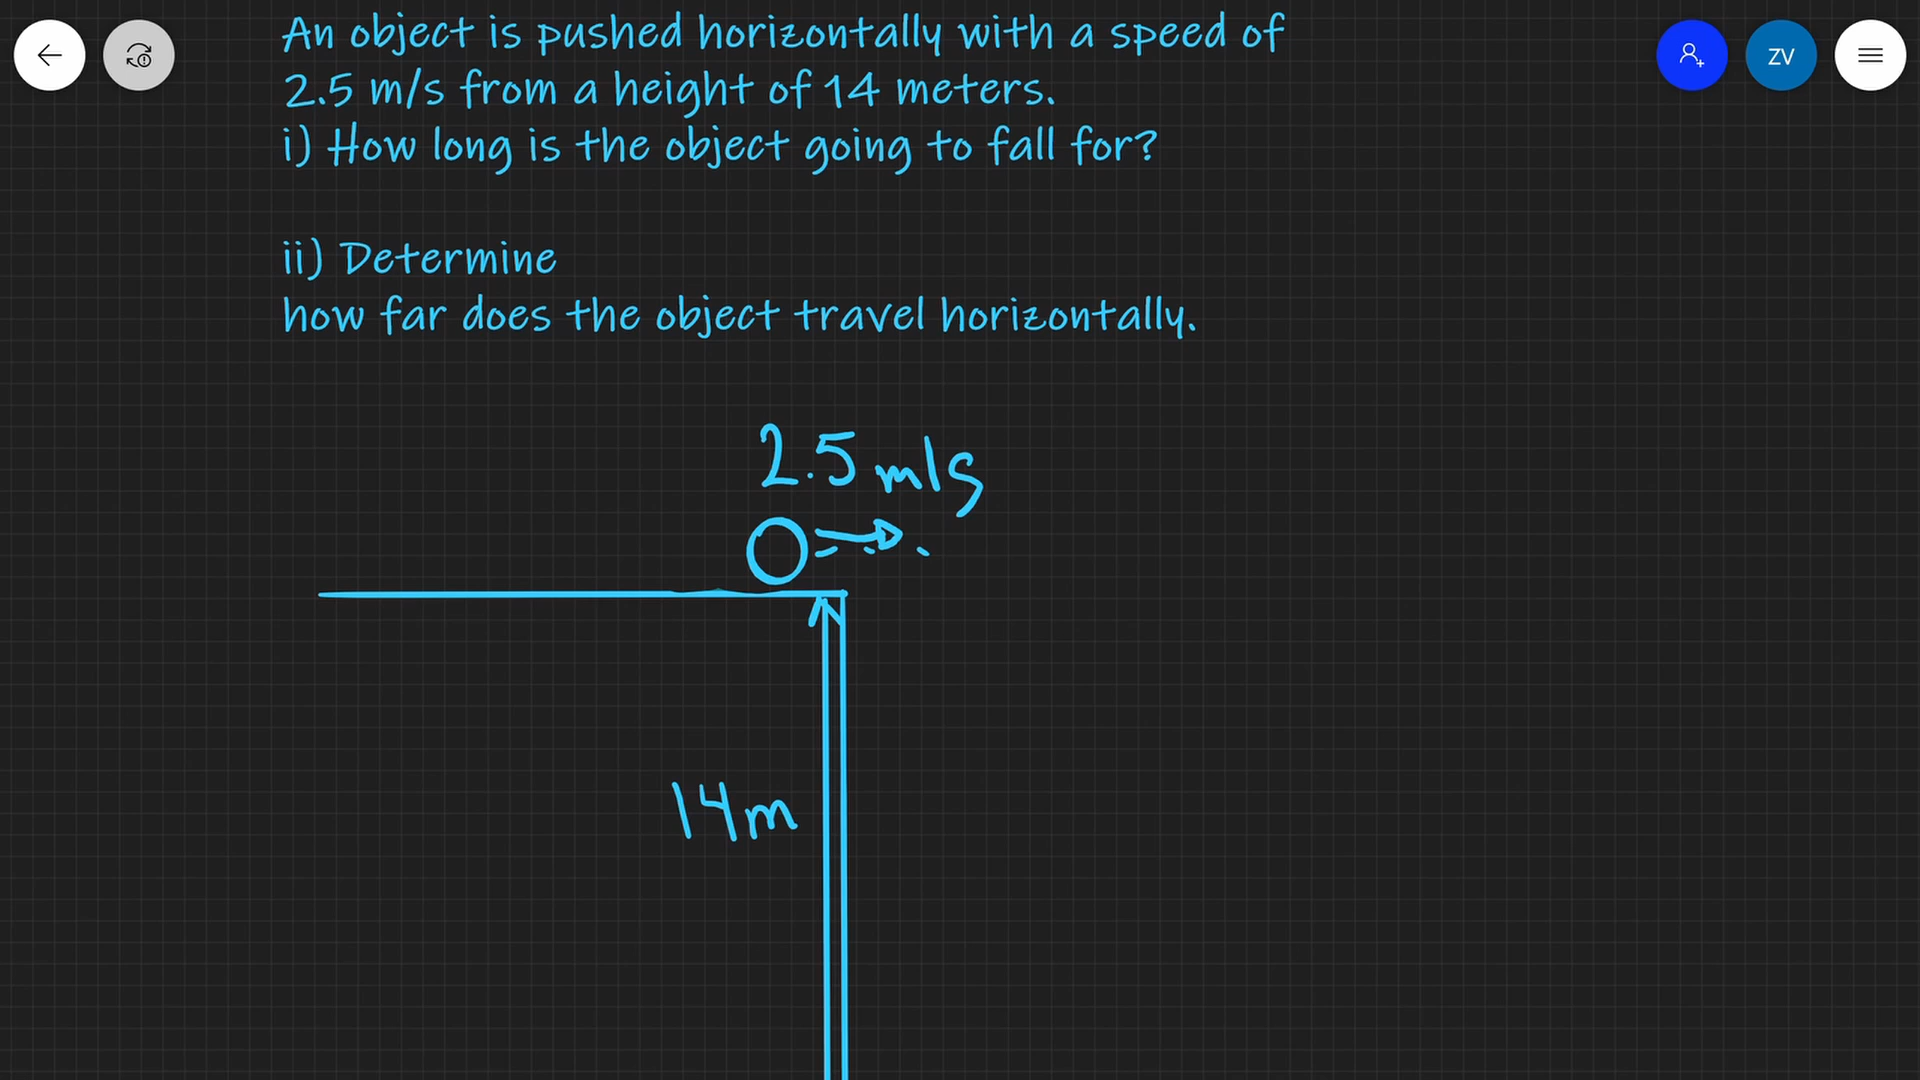 An object is pushed horizontally with a speed of
2.5 m/s from a height of 14 meters.
i) How long is the object going to fall for?
ii) Determine
how far does the object travel horizontally.
ZV
2.5 m/s
14m